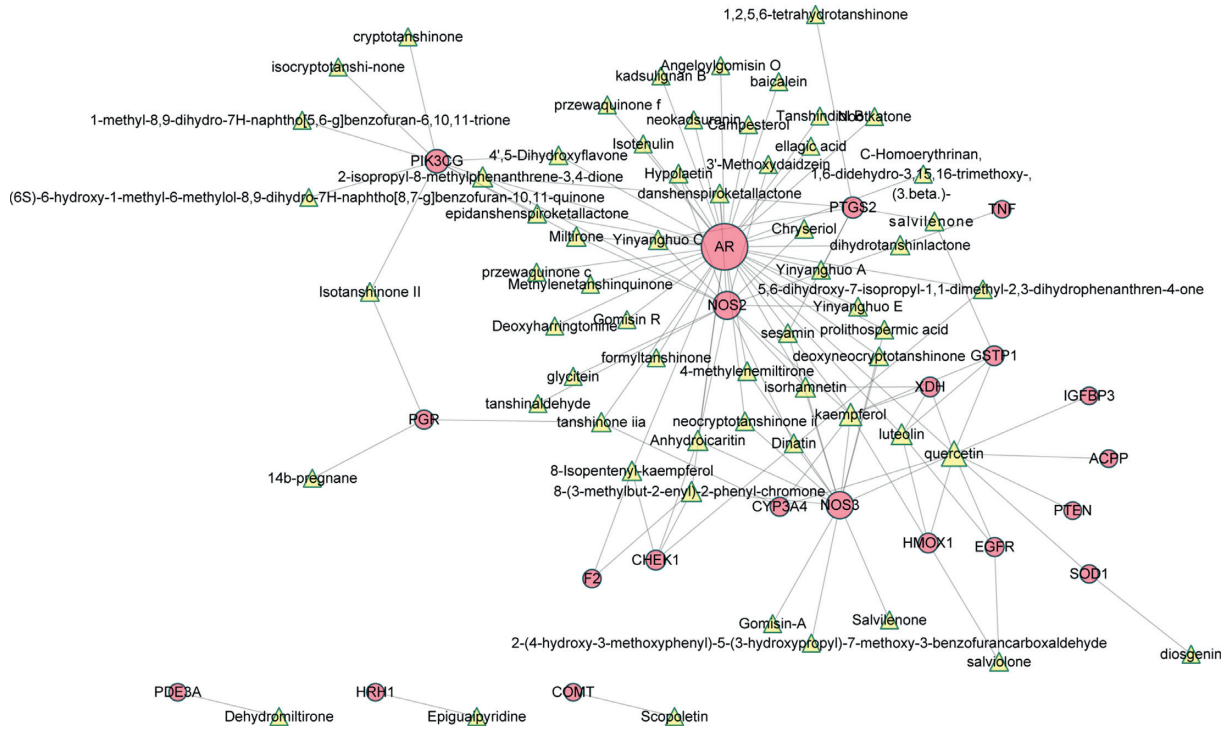 1,2,5,6-tetrahydrotanshinone
cryptotanshinone
isocryptotanshi-none
Angeloylgomisin O
kadsulignan B
baicalein
przewaquinone f
1-methyl-8,9-dihydro-7H-naphtho[5,6-g]benzofuran-6,10,11-trione
neokadsuranin
Campesterol
Tanshindiol B
Nootkatone
Isotenulin
ellagic acid
PIK3CG
4',5-Dihydroxyflavone
3'-Methoxydaidzein
C-Homoerythrinan,
1,6-didehydro-3,15,16-trimethoxy-,
(3.beta.)-
2-isopropyl-8-methylphenanthrene-3,4-dione
Hypolaetin
danshenspiroketallactone
(6S)-6-hydroxy-1-methyl-6-methylol-8,9-dihydro-7H-naphtho[8,7-g]benzofuran-10,11-quinone
PTGS2
TNF
epidanshenspiroketallactone
salvilenone
Chryseriol
Miltirone
Yinyanghuo C
AR
dihydrotanshinlactone
przewaquinone c
Yinyanghuo A
Methylenetanshinquinone
5,6-dihydroxy-7-isopropyl-1,1-dimethyl-2,3-dihydrophenanthren-4-one
Isotanshinone II
NOS2
Yinyanghuo E
Deoxyharringtonine
Gomisin R
sesamin
prolithospermic acid
formyltanshinone
deoxyneocryptotanshinone
GSTP1
glycitein
4-methylenemiltirone
isorhamnetin
XDH
IGFBP3
tanshinaldehyde
PGR
tanshinone iia
neocryptotanshinone ii
kaempferol
Anhydroicaritin
Dinatin
luteolin
quercetin
ACPP
14b-pregnane
8-Isopentenyl-kaempferol
8-(3-methylbut-2-enyl)-2-phenyl-chromone
CYP3A4
NOS3
PTEN
HMOX1
EGFR
CHEK1
F2
SOD1
Gomisin-A
Salvilenone
2-(4-hydroxy-3-methoxyphenyl)-5-(3-hydroxypropyl)-7-methoxy-3-benzofurancarboxaldehyde
salviolone
diosgenin
PDE3A
HRH1
COMT
Dehydromiltirone
Epigualpyridine
Scopoletin